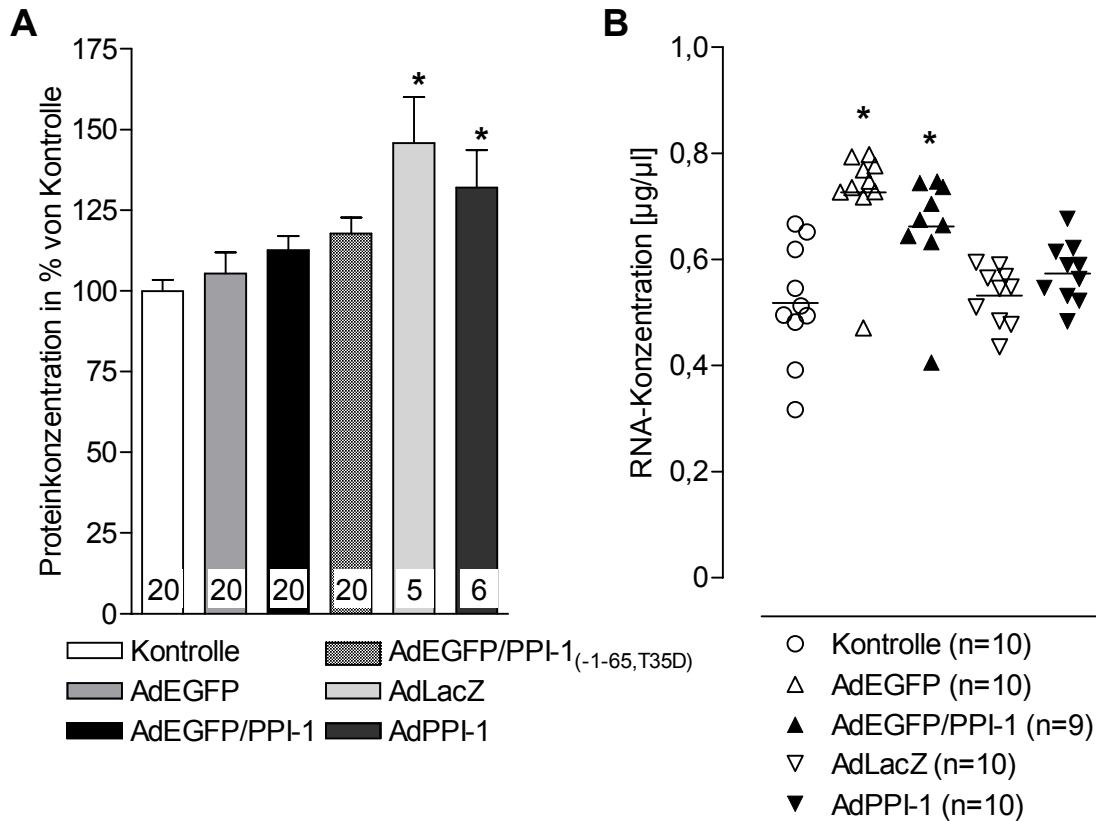 A
Proteinkonzentration in % von Kontrolle
175
150
125
100
75
50
25
0
*
*
20
20
20
20
5
6
Kontrolle
AdEGFP
AdEGFP/PPI-1
AdEGFP/PPI-1(-1-65,T35D)
AdLacZ
AdPPI-1
B
RNA-Konzentration [µg/µl]
1,0
0,8
0,6
0,4
0,2
0
*
*
Kontrolle (n=10)
AdEGFP (n=10)
AdEGFP/PPI-1 (n=9)
AdLacZ (n=10)
AdPPI-1 (n=10)